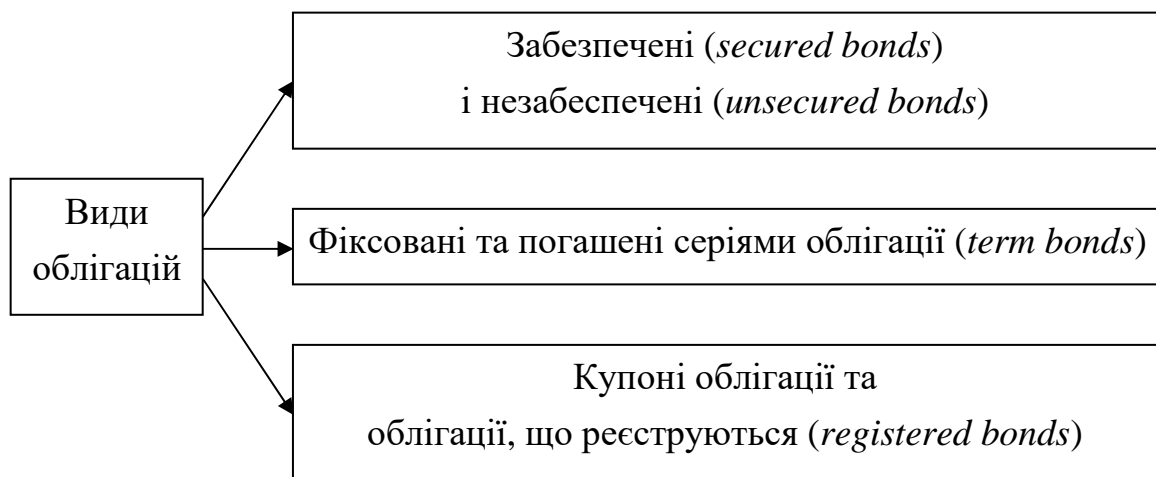 Забезпечені (secured bonds)
і незабеспечені (unsecured bonds)
Види
облігацій
Фіксовані та погашені серіями облігації (term bonds)
Купоні облігації та
облігації, що реєструються (registered bonds)